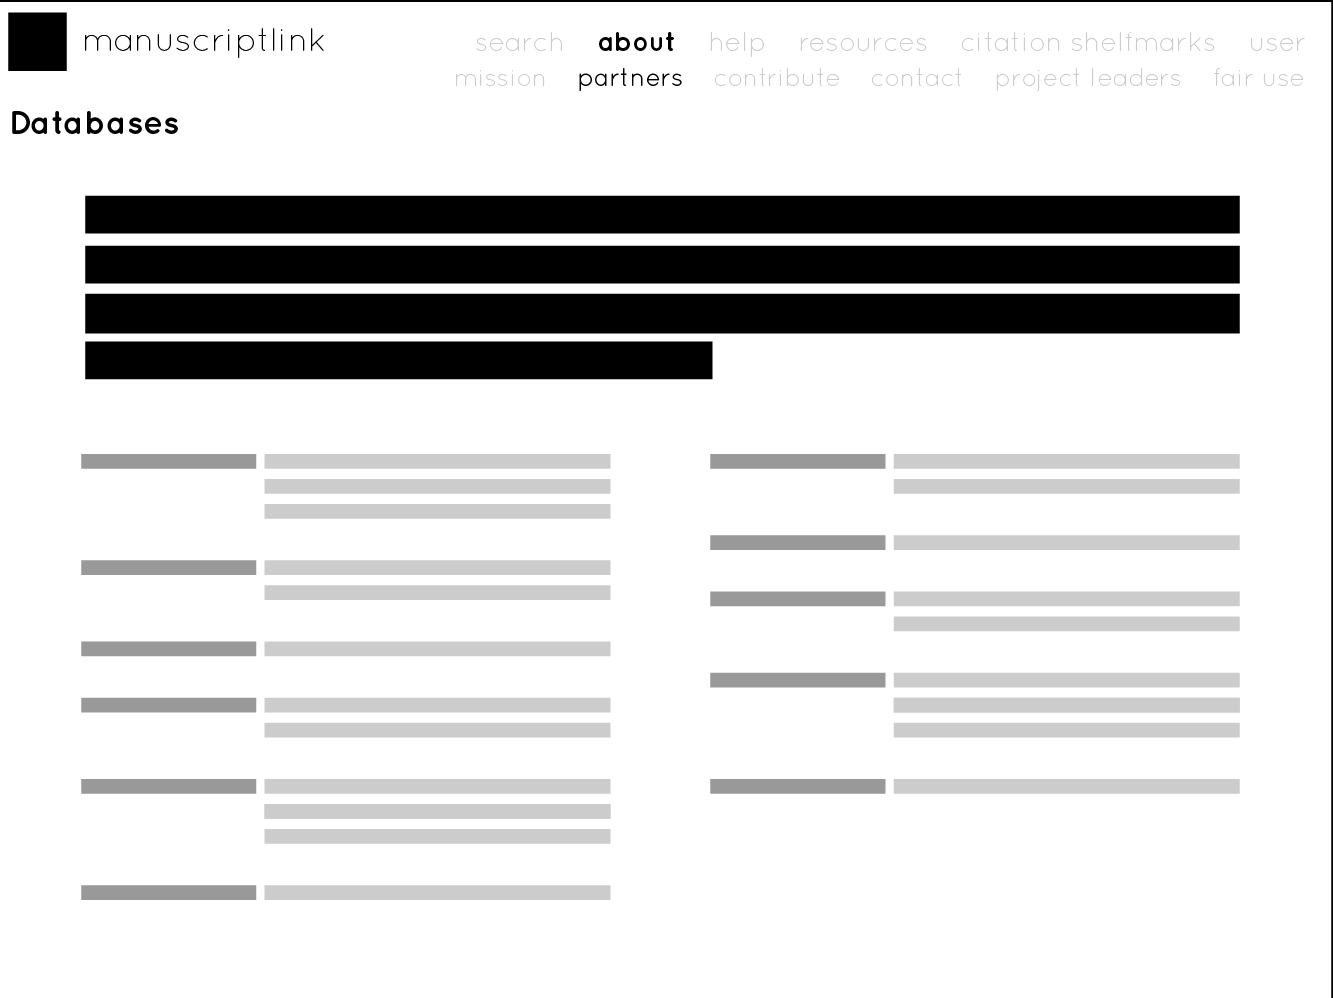 manuscriptlink
search about help resources citation shelfmarks user
mission partners contribute contact project leaders fair use
Databases